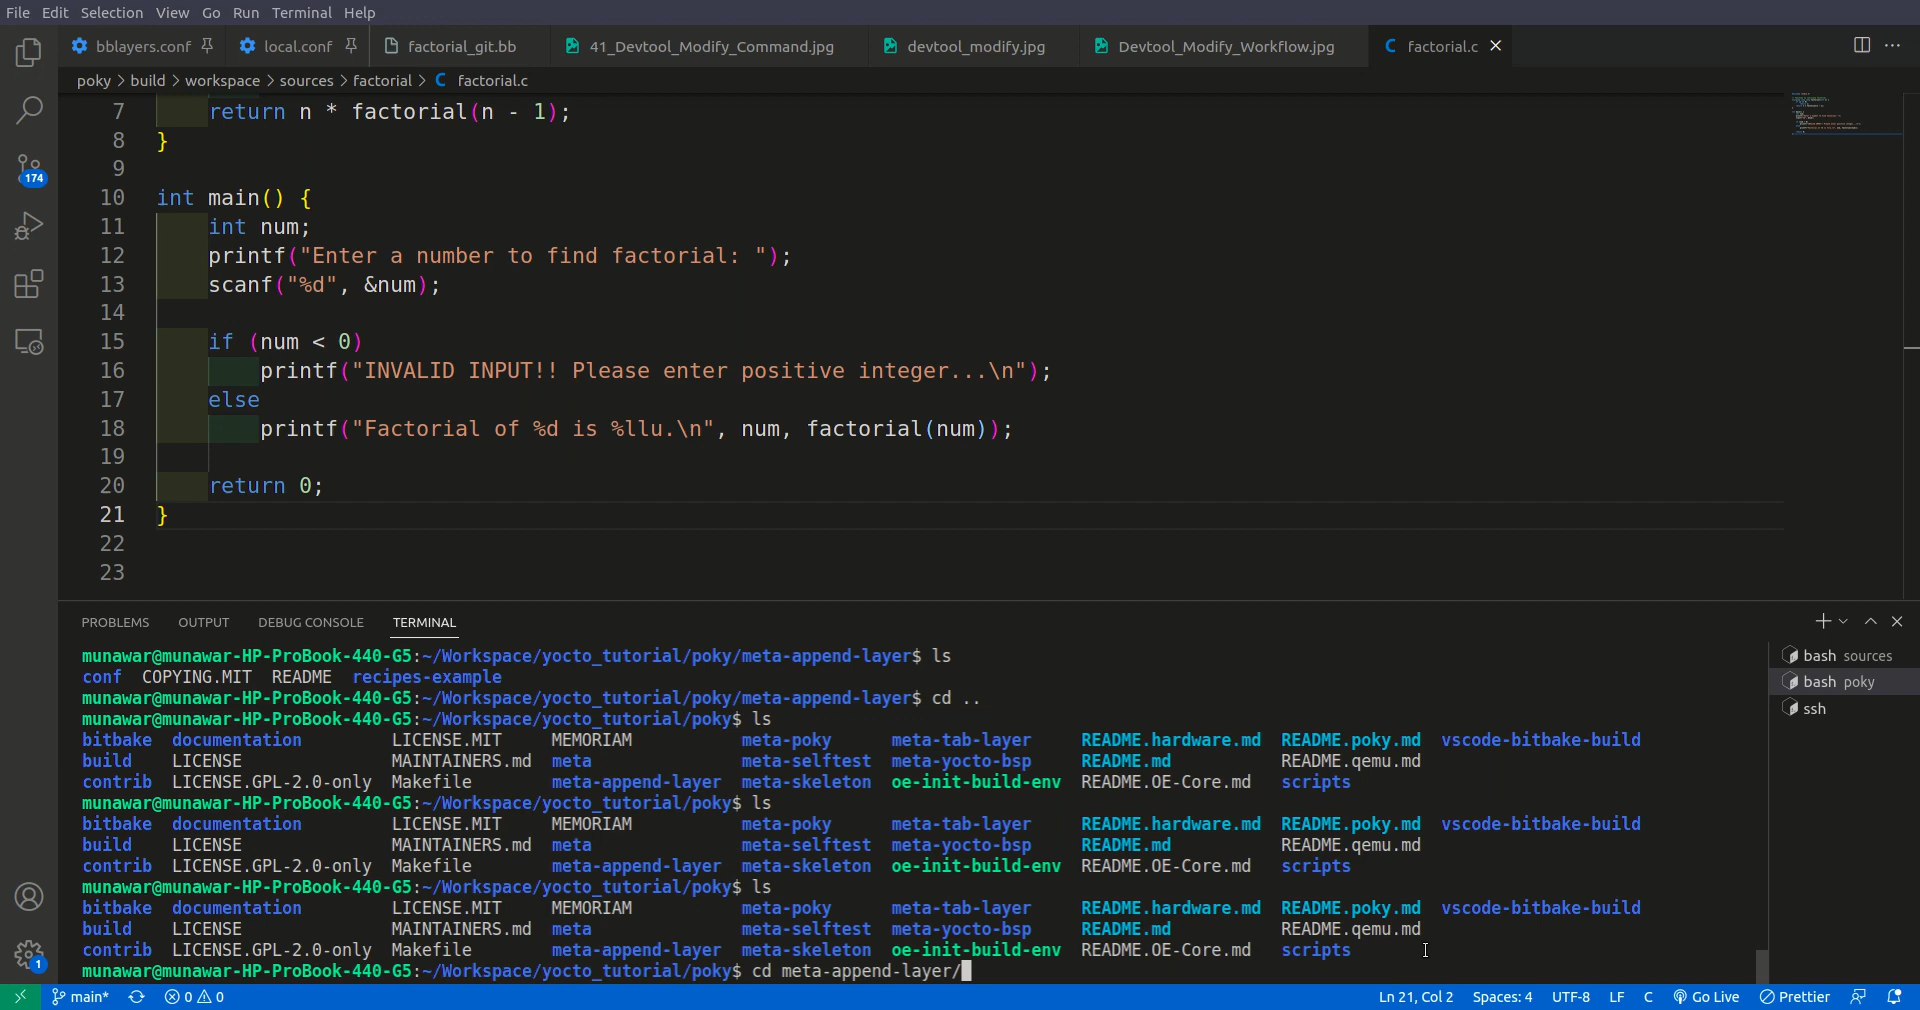 File Edit Selection View Go Run Terminal Help
bblayers.conf local.conf factorial_git.bb 41_Devtool_Modify_Command.jpg devtool_modify.jpg Devtool_Modify_Workflow.jpg C factorial.c
poky > build > workspace > sources > factorial > C factorial.c
7 return n * factorial(n - 1);
8 }
9
10 int main() {
11 int num;
12 printf("Enter a number to find factorial: ");
13 scanf("%d", &num);
14
15 if (num < 0)
16 printf("INVALID INPUT!! Please enter positive integer...\n");
17 else
18 printf("Factorial of %d is %llu.\n", num, factorial(num));
19
20 return 0;
21 }
22
23
174
PROBLEMS OUTPUT DEBUG CONSOLE TERMINAL
munawar@munawar-HP-ProBook-440-G5:~/Workspace/yocto_tutorial/poky/meta-append-layer$ ls
conf COPYING.MIT README recipes-example
munawar@munawar-HP-ProBook-440-G5:~/Workspace/yocto_tutorial/poky/meta-append-layer$ cd ..
munawar@munawar-HP-ProBook-440-G5:~/Workspace/yocto_tutorial/poky$ ls
bitbake documentation LICENSE.MIT MEMORIAM meta-poky meta-tab-layer README.hardware.md README.poky.md vscode-bitbake-build
build LICENSE MAINTAINERS.md meta meta-selftest meta-yocto-bsp README.md README.qemu.md
contrib LICENSE.GPL-2.0-only Makefile meta-append-layer meta-skeleton oe-init-build-env README.OE-Core.md scripts
munawar@munawar-HP-ProBook-440-G5:~/Workspace/yocto_tutorial/poky$ ls
bitbake documentation LICENSE.MIT MEMORIAM meta-poky meta-tab-layer README.hardware.md README.poky.md vscode-bitbake-build
build LICENSE MAINTAINERS.md meta meta-selftest meta-yocto-bsp README.md README.qemu.md
contrib LICENSE.GPL-2.0-only Makefile meta-append-layer meta-skeleton oe-init-build-env README.OE-Core.md scripts
munawar@munawar-HP-ProBook-440-G5:~/Workspace/yocto_tutorial/poky$ ls
bitbake documentation LICENSE.MIT MEMORIAM meta-poky meta-tab-layer README.hardware.md README.poky.md vscode-bitbake-build
build LICENSE MAINTAINERS.md meta meta-selftest meta-yocto-bsp README.md README.qemu.md
contrib LICENSE.GPL-2.0-only Makefile meta-append-layer meta-skeleton oe-init-build-env README.OE-Core.md scripts
munawar@munawar-HP-ProBook-440-G5:~/Workspace/yocto_tutorial/poky$ cd meta-append-layer/
bash sources
bash poky
ssh
1
main* 0 0 Ln 21, Col 2 Spaces: 4 UTF-8 LF C Go Live Prettier